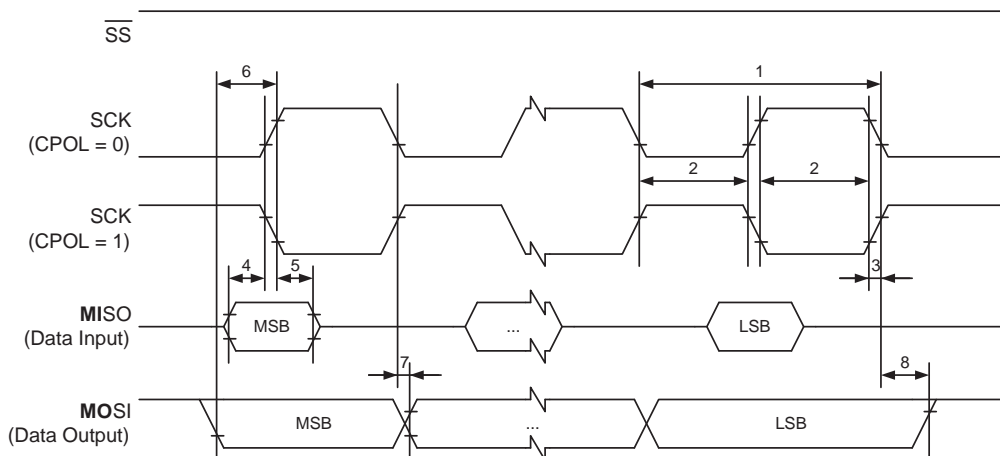 SS
6
1
SCK
(CPOL = 0)
2
2
SCK
(CPOL = 1)
4
5
3
MISO
(Data Input)
MSB
...
LSB
7
8
MOSI
(Data Output)
MSB
...
LSB